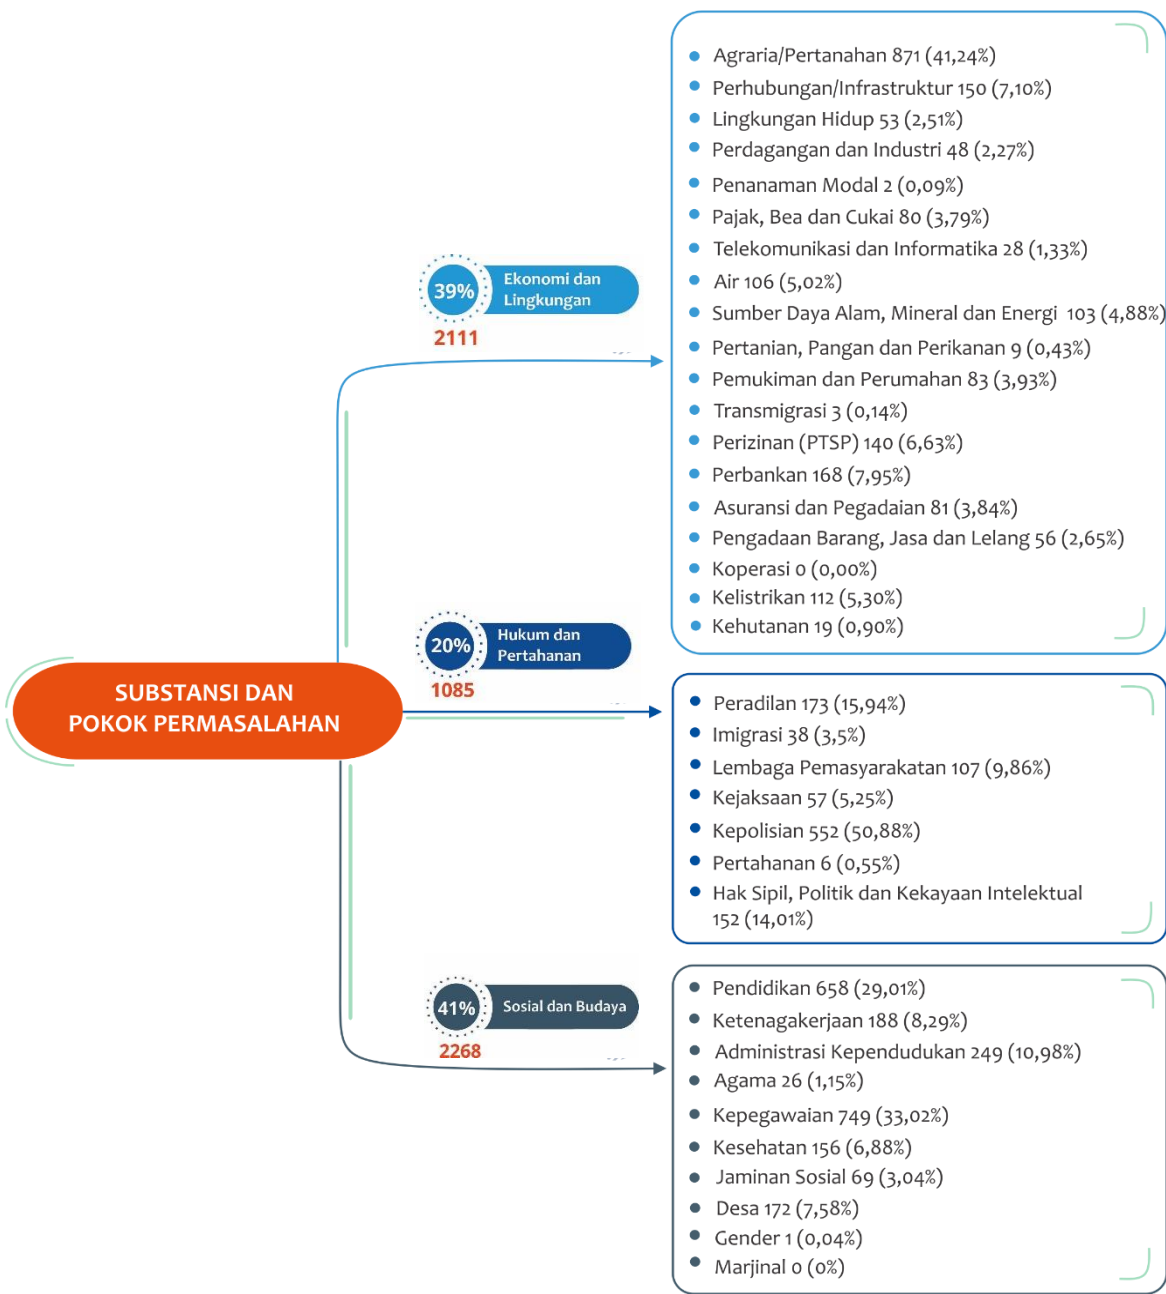 SUBSTANSI DAN
POKOK PERMASALAHAN
39%
Ekonomi dan
Lingkungan
2111
Agraria/Pertanahan 871 (41,24%)
Perhubungan/Infrastruktur 150 (7,10%)
Lingkungan Hidup 53 (2,51%)
Perdagangan dan Industri 48 (2,27%)
Penanaman Modal 2 (0,09%)
Pajak, Bea dan Cukai 80 (3,79%)
Telekomunikasi dan Informatika 28 (1,33%)
Air 106 (5,02%)
Sumber Daya Alam, Mineral dan Energi 103 (4,88%)
Pertanian, Pangan dan Perikanan 9 (0,43%)
Pemukiman dan Perumahan 83 (3,93%)
Transmigrasi 3 (0,14%)
Perizinan (PTSP) 140 (6,63%)
Perbankan 168 (7,95%)
Asuransi dan Pegadaian 81 (3,84%)
Pengadaan Barang, Jasa dan Lelang 56 (2,65%)
Koperasi 0 (0,00%)
Kelistrikan 112 (5,30%)
Kehutanan 19 (0,90%)
20%
Hukum dan
Pertahanan
1085
Peradilan 173 (15,94%)
Imigrasi 38 (3,5%)
Lembaga Pemasyarakatan 107 (9,86%)
Kejaksaan 57 (5,25%)
Kepolisian 552 (50,88%)
Pertahanan 6 (0,55%)
Hak Sipil, Politik dan Kekayaan Intelektual
152 (14,01%)
41%
Sosial dan Budaya
2268
Pendidikan 658 (29,01%)
Ketenagakerjaan 188 (8,29%)
Administrasi Kependudukan 249 (10,98%)
Agama 26 (1,15%)
Kepegawaian 749 (33,02%)
Kesehatan 156 (6,88%)
Jaminan Sosial 69 (3,04%)
Desa 172 (7,58%)
Gender 1 (0,04%)
Marjinal 0 (0%)